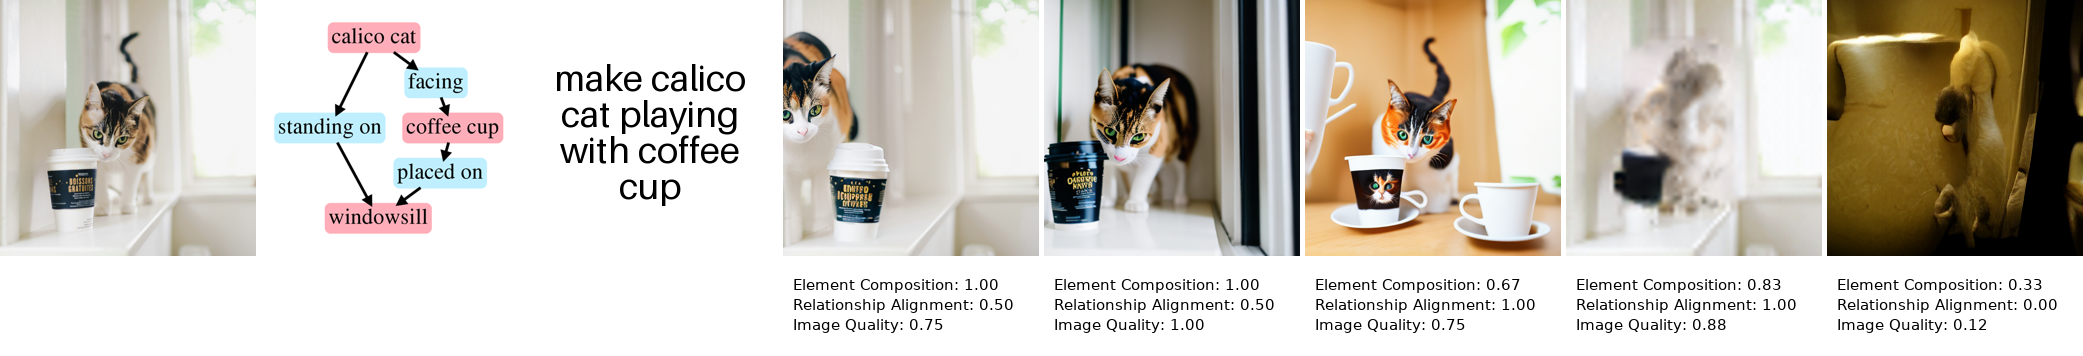 calico cat
facing
standing on
coffee cup
placed on
windowsill
make calico
cat playing
with coffee
cup
BOISSONS
GRATUITES
Element Composition: 1.00
Relationship Alignment: 0.50
Image Quality: 0.75
Element Composition: 1.00
Relationship Alignment: 0.50
Image Quality: 1.00
Element Composition: 0.67
Relationship Alignment: 1.00
Image Quality: 0.75
Element Composition: 0.83
Relationship Alignment: 1.00
Image Quality: 0.88
Element Composition: 0.33
Relationship Alignment: 0.00
Image Quality: 0.12